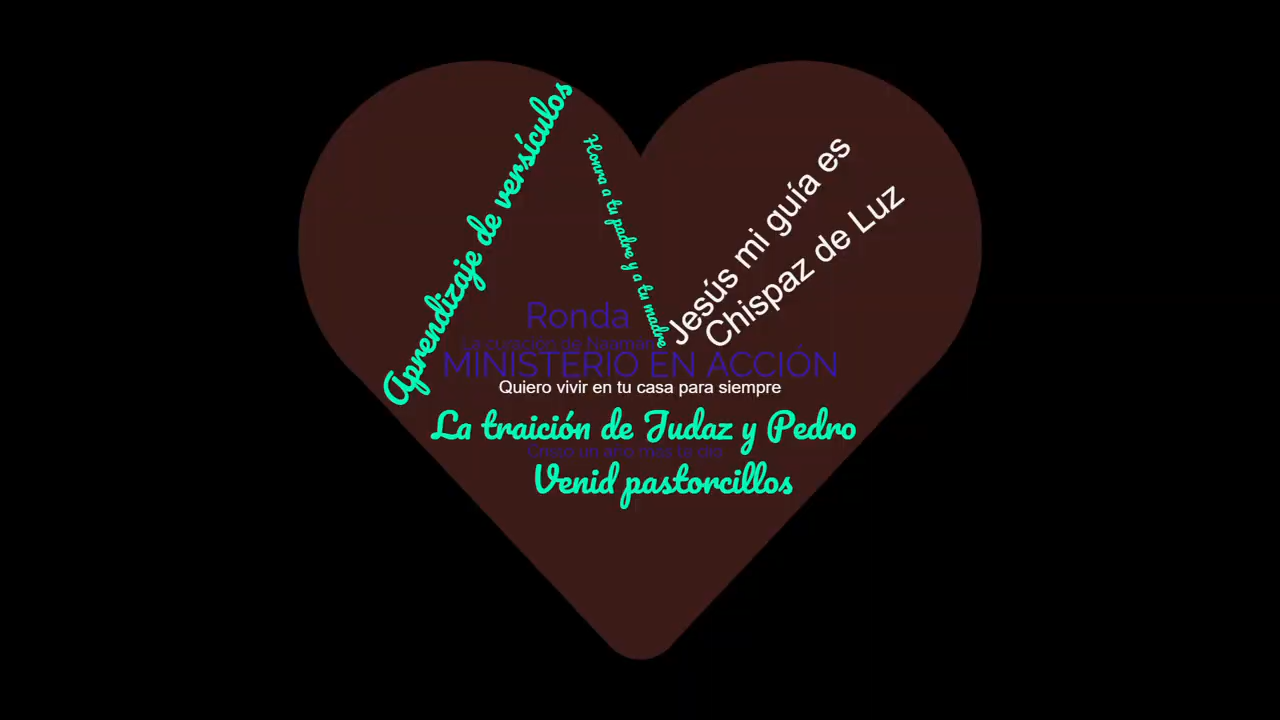 Aprendizaje de versículos
Honra a tu padre y a tu madre
Jesús mi guía es
Chispaz de Luz
Ronda
La curación de Naamán
MINISTERIO EN ACCIÓN
Quiero vivir en tu casa para siempre
La traición de Judaz y Pedro
un año más te dio
Venid pastorcillos